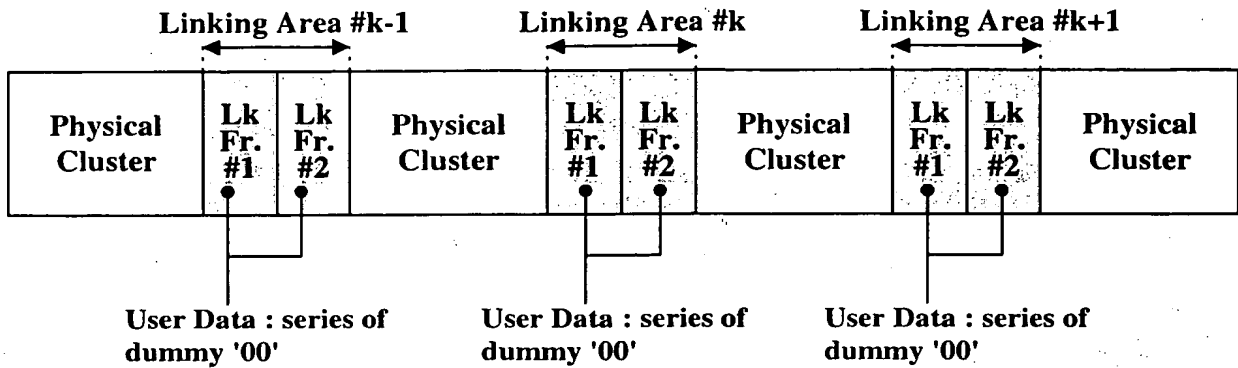 Linking Area #k-1
Linking Area #k
Linking Area #k+1
Physical
Cluster
Lk
Fr.
#1
Lk
Fr.
#2
Physical
Cluster
Lk
Fr.
#1
Lk
Fr.
#2
Physical
Cluster
Lk
Fr.
#1
Lk
Fr.
#2
Physical
Cluster
User Data : series of
dummy '00'
User Data : series of
dummy '00'
User Data : series of
dummy '00'